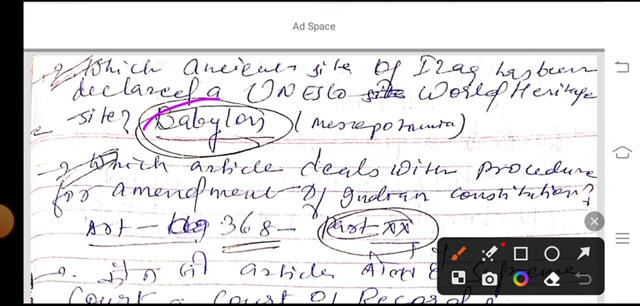 Ad Space
Which ancient site of Iraq has been
declared a UNESCO site World Heritage
site? Babylon (Mesopotamia)
Which article deals with procedure
for amendment of Indian constitution?
Art - 368 - Part-XX
Court a Court of Record